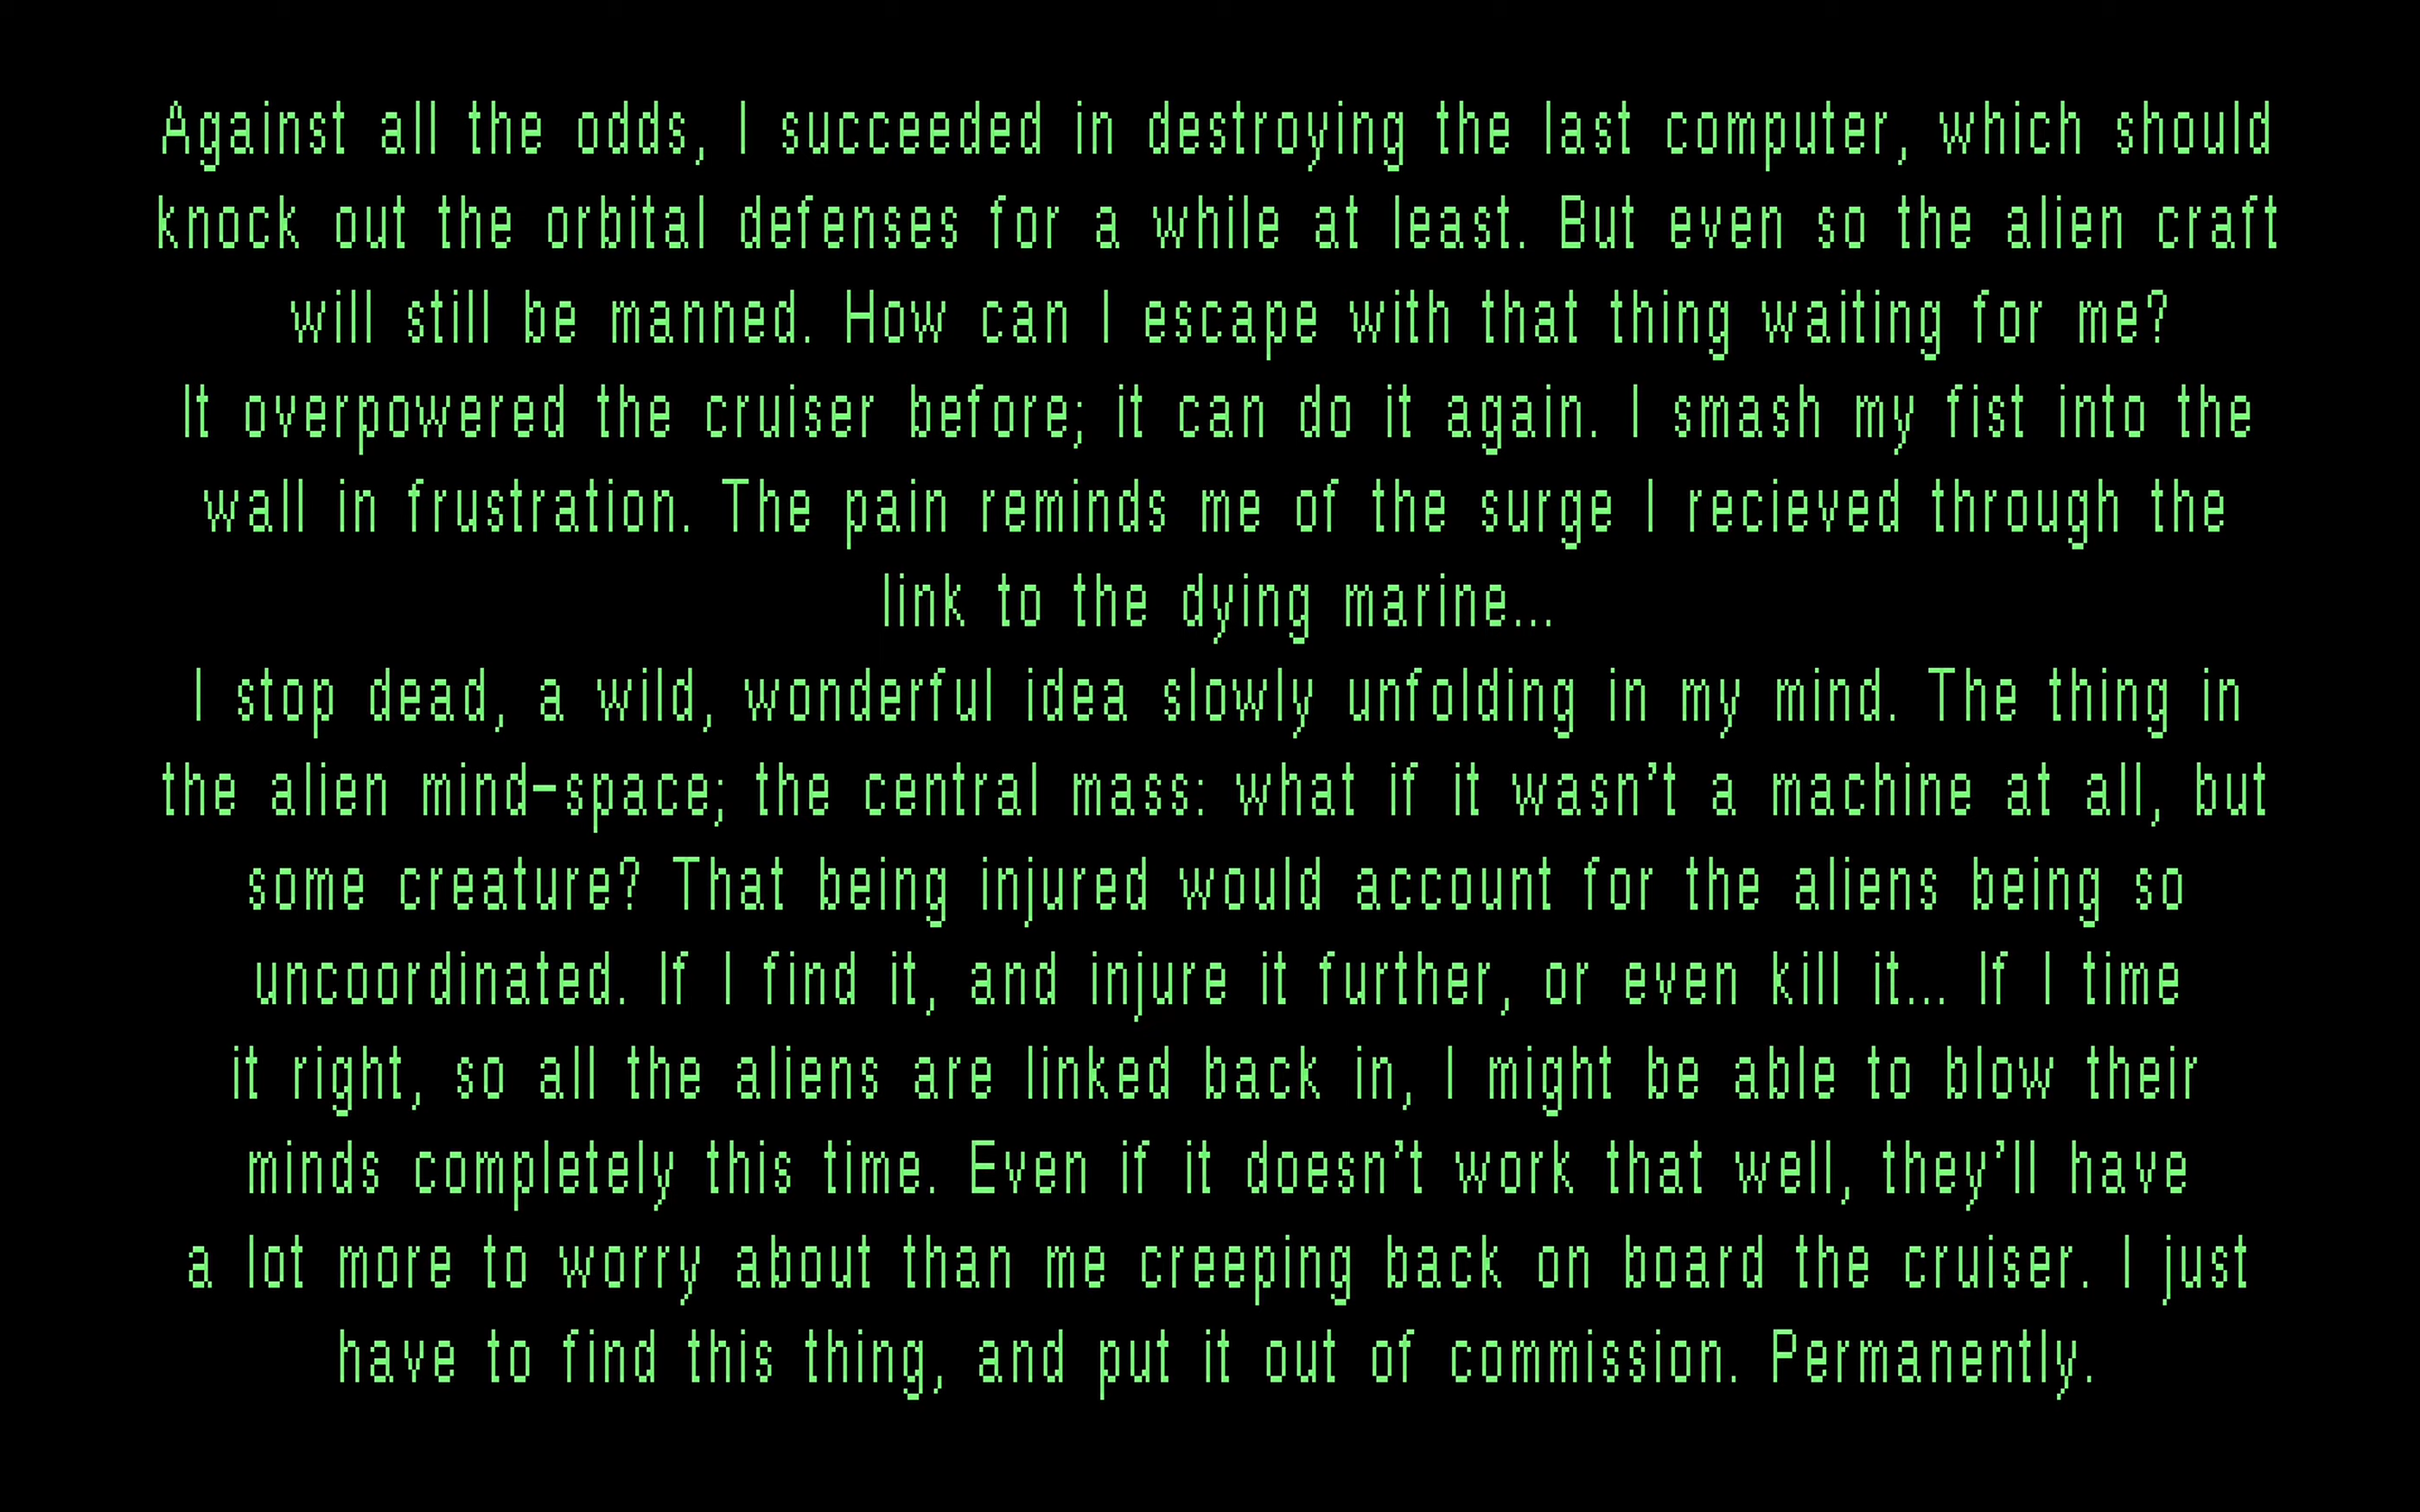 Against all the odds, I succeeded in destroying the last computer, which should
knock out the orbital defenses for a while at least. But even so the alien craft
will still be manned. How can I escape with that thing waiting for me?
It overpowered the cruiser before; it can do it again. I smash my fist into the
wall in frustration. The pain reminds me of the surge I recieved through the
link to the dying marine...
I stop dead, a wild, wonderful idea slowly unfolding in my mind. The thing in
the alien mind-space; the central mass: what if it wasn't a machine at all, but
some creature? That being injured would account for the aliens being so
uncoordinated. If I find it, and injure it further, or even kill it... If I time
it right, so all the aliens are linked back in, I might be able to blow their
minds completely this time. Even if it doesn't work that well, they'll have
a lot more to worry about than me creeping back on board the cruiser. I just
have to find this thing, and put it out of commission. Permanently.